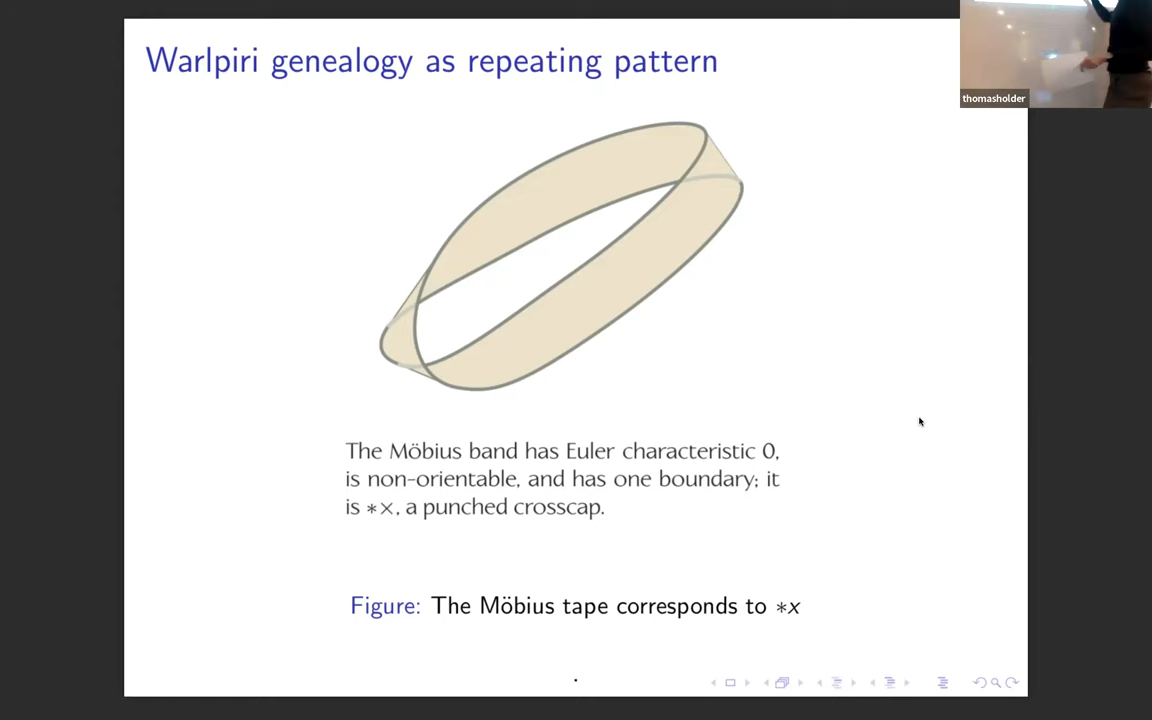 Warlpiri genealogy as repeating pattern
thomasholder
The Möbius band has Euler characteristic 0,
is non-orientable, and has one boundary; it
is ∗×, a punched crosscap.
Figure: The Möbius tape corresponds to ∗x